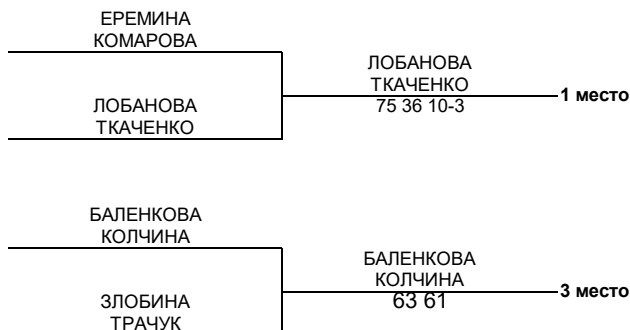 ЕРЕМИНА
КОМАРОВА
ЛОБАНОВА
ТКАЧЕНКО
75 36 10-3
1 место
ЛОБАНОВА
ТКАЧЕНКО
БАЛЕНКОВА
КОЛЧИНА
БАЛЕНКОВА
КОЛЧИНА
63 61
3 место
ЗЛОБИНА
ТРАЧУК